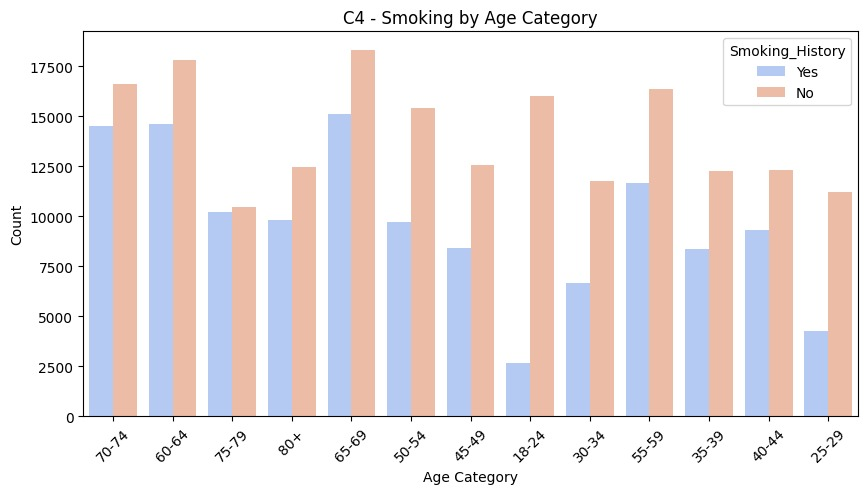 C4 - Smoking by Age Category
Smoking_History
Yes
No
Count
17500
15000
12500
10000
7500
5000
2500
0
70-74 60-64 75-79 80+ 65-69 50-54 45-49 18-24 30-34 55-59 35-39 40-44 25-29
Age Category